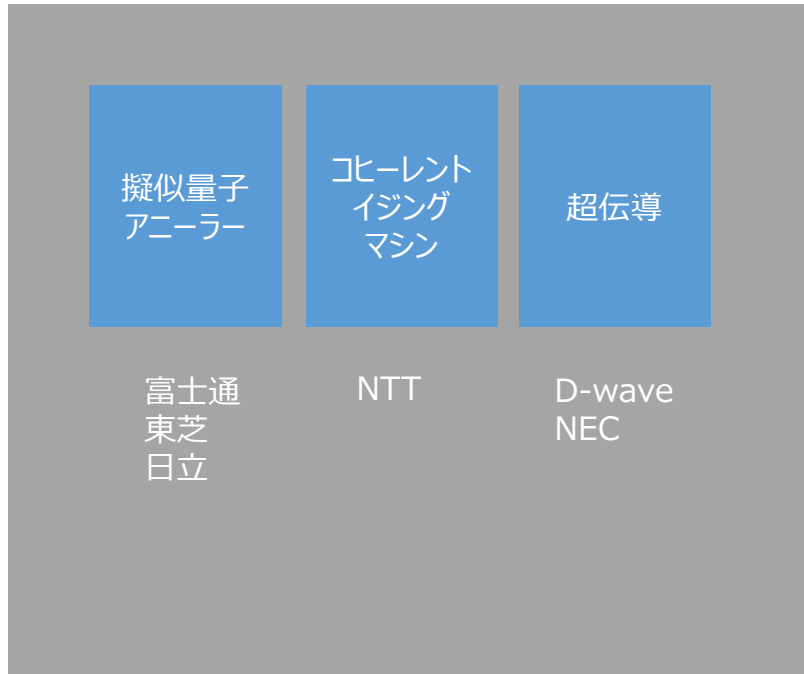 擬似量子
アニーラー
コヒーレント
イジング
マシン
超伝導
富士通
東芝
日立
NTT
D-wave
NEC